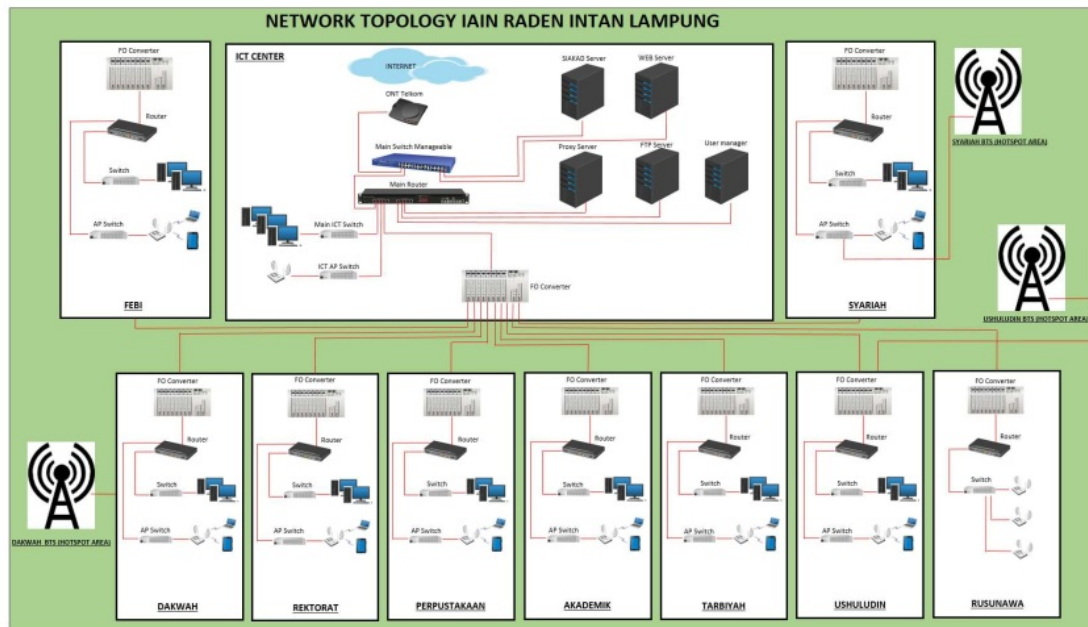 NETWORK TOPOLOGY IAIN RADEN INTAN LAMPUNG
FO Converter
Router
Switch
AP Switch
FEBI
ICT CENTER
INTERNET
ONT Telkom
SIAKAD Server
WEB Server
Main Switch Manageable
Proxy Server
FTP Server
User manager
Main Router
Main ICT Switch
ICT AP Switch
FO Converter
FO Converter
Router
Switch
AP Switch
SYARIAH
SYARIAH BTS (HOTSPOT AREA)
USHULUDIN BTS (HOTSPOT AREA)
DAKWAH BTS (HOTSPOT AREA)
FO Converter
Router
Switch
AP Switch
DAKWAH
FO Converter
Router
Switch
AP Switch
REKTORAT
FO Converter
Router
Switch
AP Switch
PERPUSTAKAAN
FO Converter
Router
Switch
AP Switch
AKADEMIK
FO Converter
Router
Switch
AP Switch
TARBIYAH
FO Converter
Router
Switch
AP Switch
USHULUDIN
FO Converter
Router
Switch
RUSUNAWA